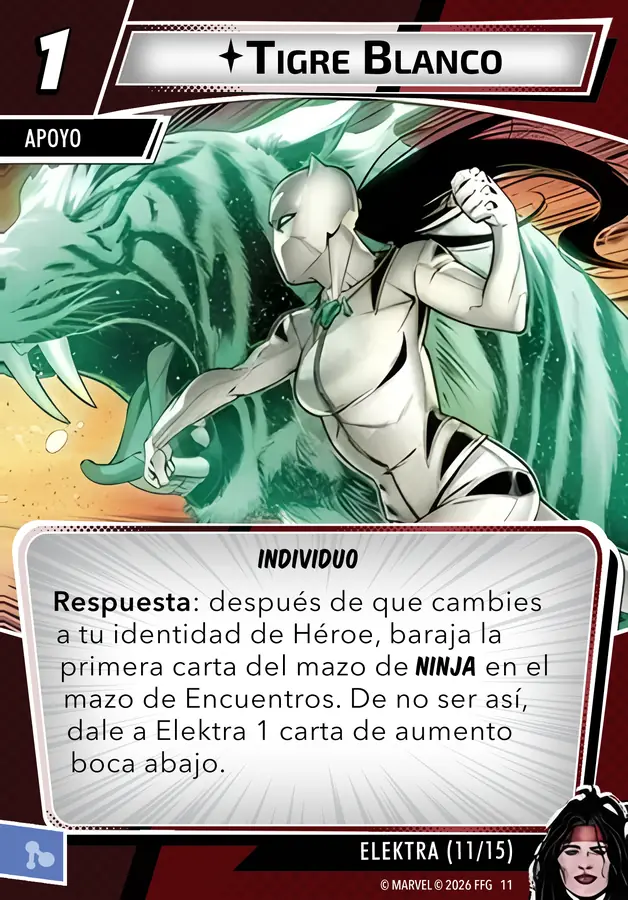 1
✦Tigre Blanco
APOYO
INDIVIDUO
Respuesta: después de que cambies
a tu identidad de Héroe, baraja la
primera carta del mazo de NINJA en el
mazo de Encuentros. De no ser así,
dale a Elektra 1 carta de aumento
boca abajo.
ELEKTRA (11/15)
© MARVEL © 2026 FFG 11